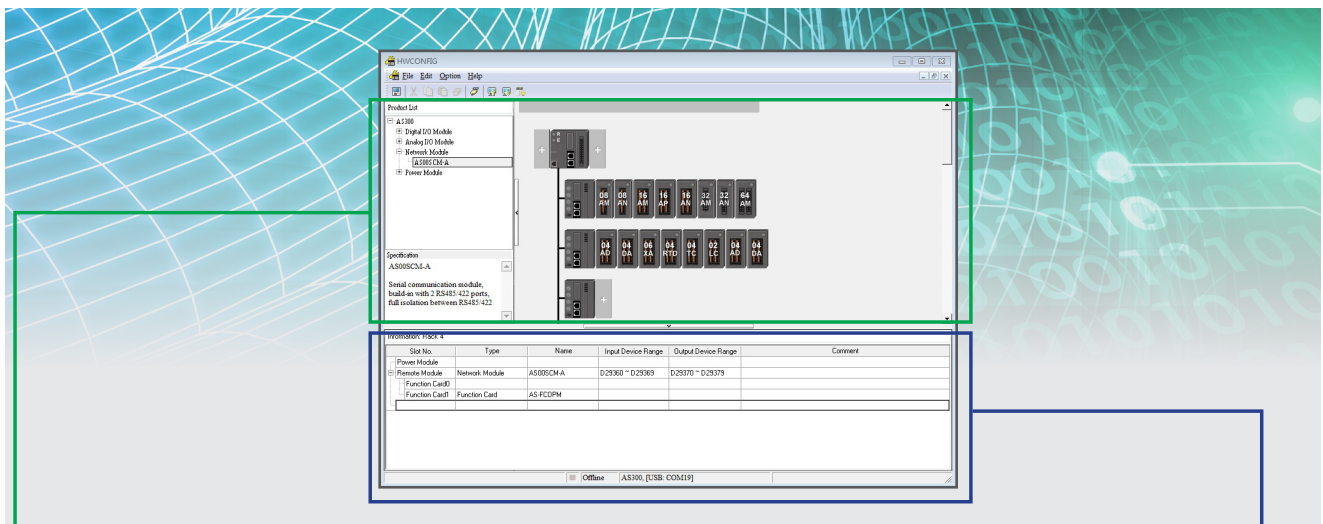 HWCONFIG
File Edit Option Help
Product List
AS300
Digital I/O Module
Analog I/O Module
Network Module
AS00SCM-A
Power Module
08 AM 08 AN 16 AM 16 AP 16 AN 32 AM 32 AN 64 AM
04 AD 04 DA 06 XA 04 RTD 04 TC 02 LC 04 AD 04 DA
Specification
AS00SCM-A
Serial communication module,
build-in with 2 RS485/422 ports,
full isolation between RS485/422
Information: Rack 4
Slot No. Type Name Input Device Range Output Device Range Comment
Power Module
Remote Module Network Module AS00SCM-A D29360 ~ D29369 D29370 ~ D29379
Function Card0
Function Card1 Function Card AS-FCOPM
Offline AS300, [USB: COM19]